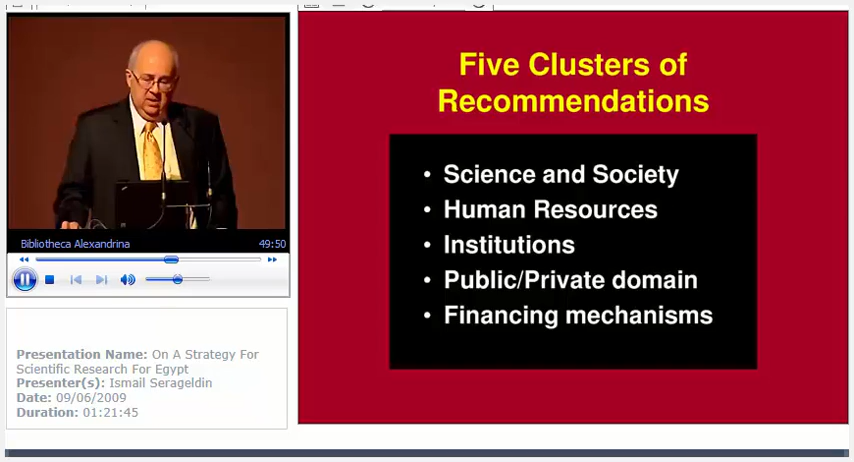 Five Clusters of
Recommendations
• Science and Society
• Human Resources
• Institutions
• Public/Private domain
• Financing mechanisms
Bibliotheca Alexandrina 49:50
Presentation Name: On A Strategy For
Scientific Research For Egypt
Presenter(s): Ismail Serageldin
Date: 09/06/2009
Duration: 01:21:45